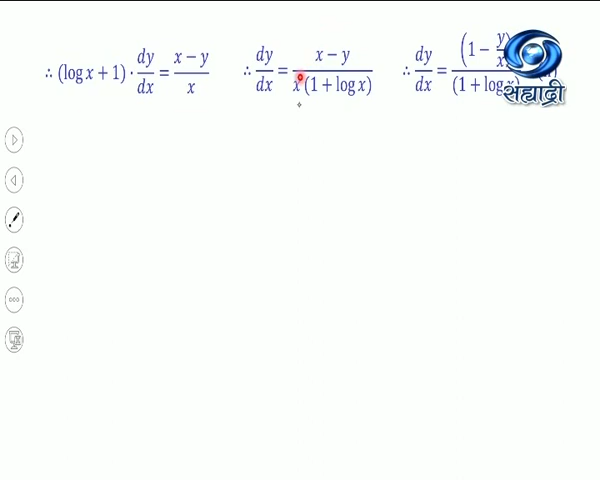 ∴ (log x + 1) · dy/dx = (x − y)/x   ∴ dy/dx = (x − y)/(x (1 + log x))   ∴ dy/dx = (1 − y/x)/(1 + log x)
सह्याद्री